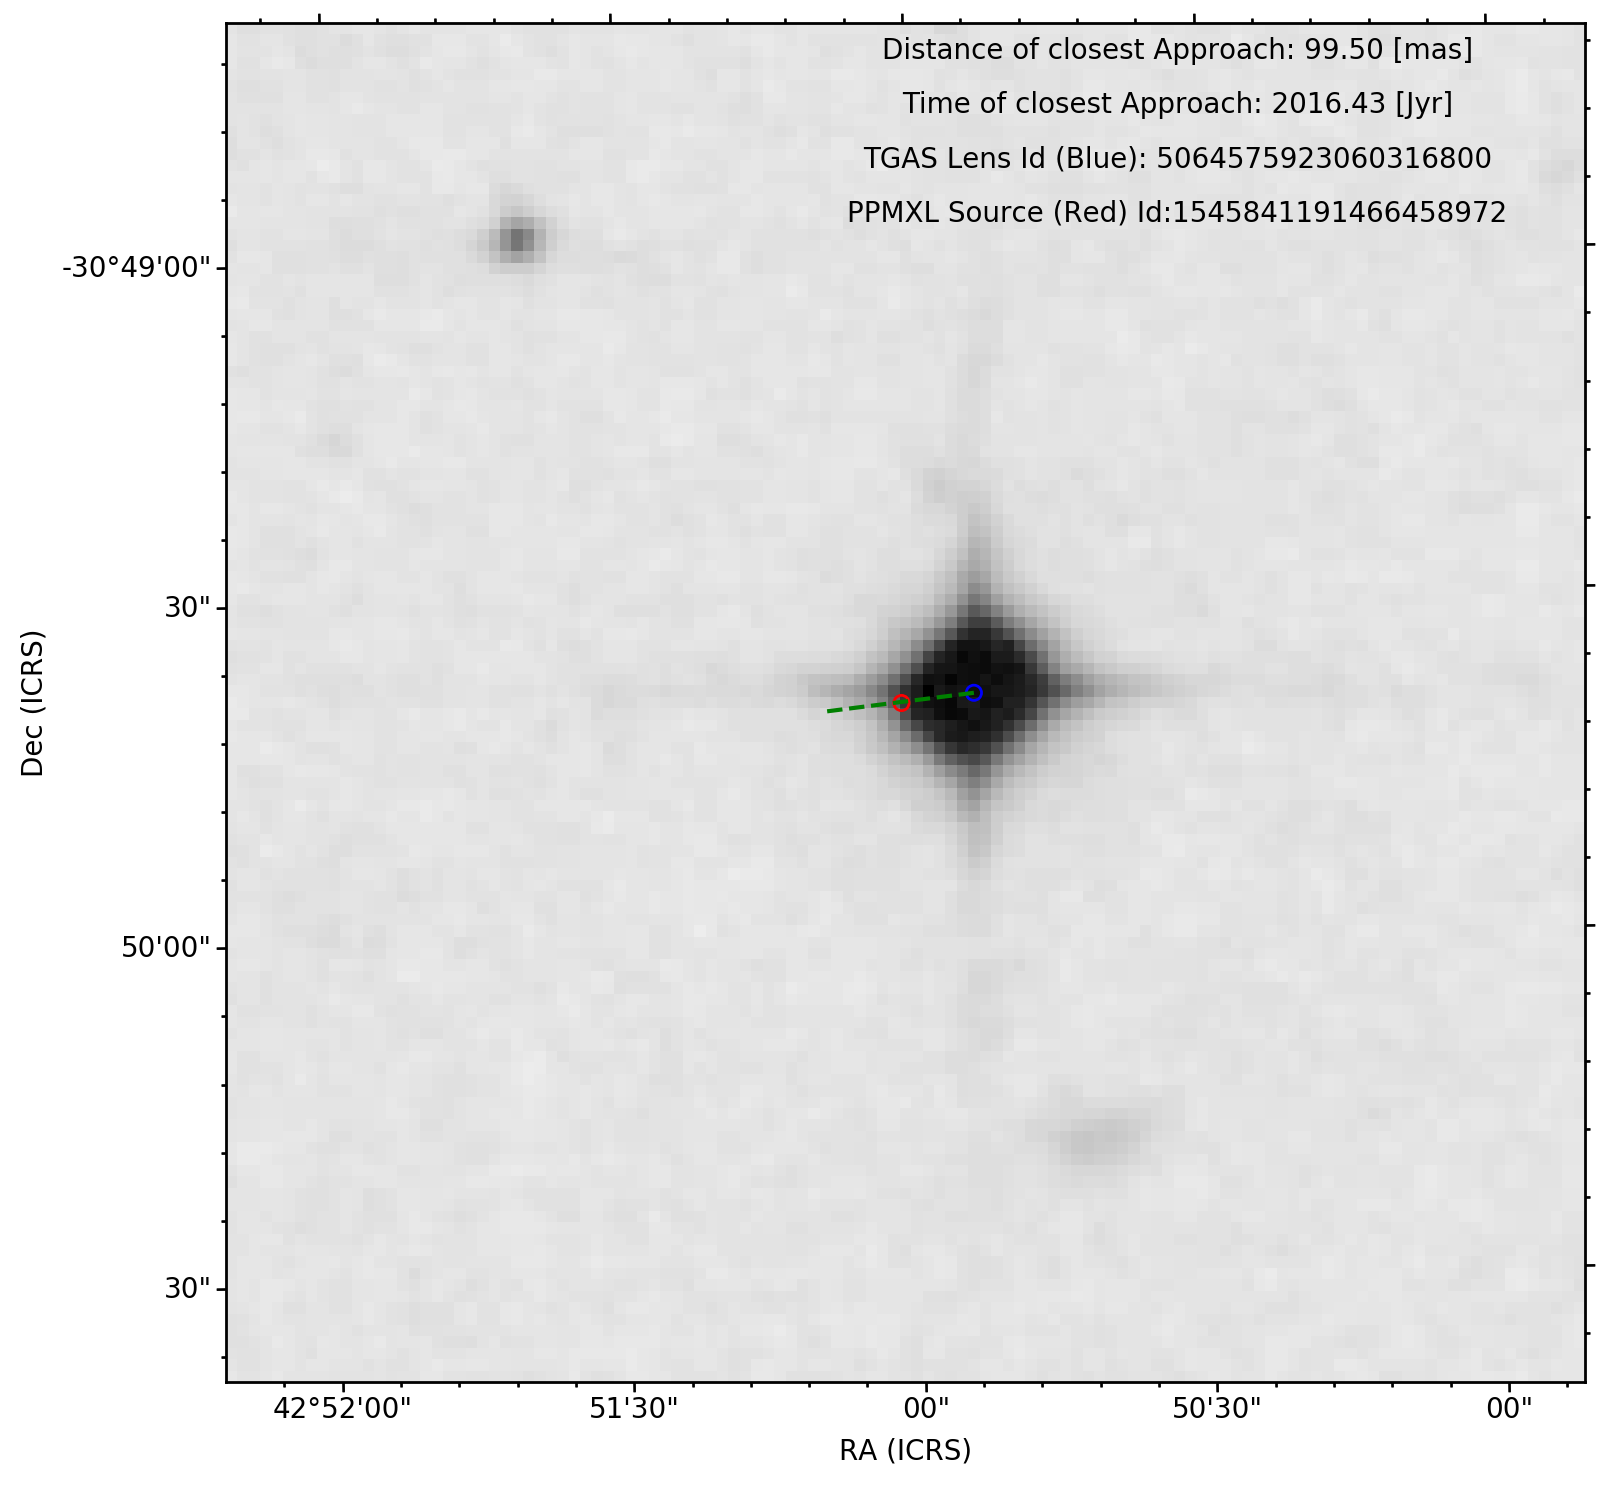 Distance of closest Approach: 99.50 [mas]
Time of closest Approach: 2016.43 [Jyr]
TGAS Lens Id (Blue): 5064575923060316800
PPMXL Source (Red) Id:1545841191466458972
-30°49'00"
30"
50'00"
30"
Dec (ICRS)
42°52'00" 51'30" 00" 50'30" 00"
RA (ICRS)